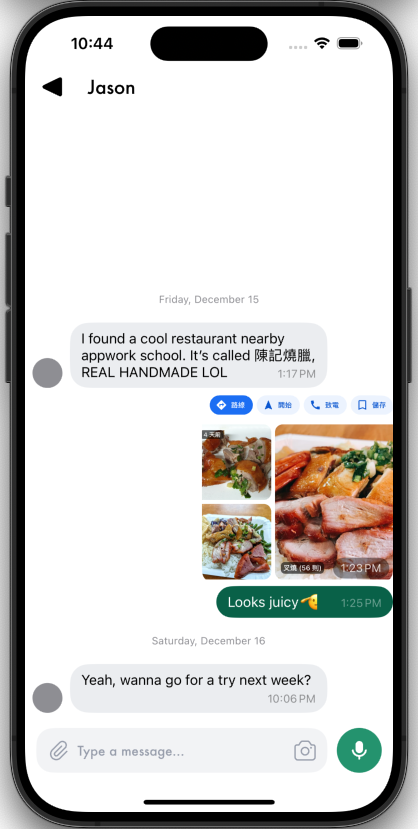 10:44
Jason
Friday, December 15
I found a cool restaurant nearby
appwork school. It's called 陳記燒臘,
REAL HANDMADE LOL
1:17 PM
路線 開始 致電 儲存
4 天前
叉燒 (56 則)
1:23 PM
Looks juicy🫵 1:25 PM
Saturday, December 16
Yeah, wanna go for a try next week?
10:06 PM
Type a message...